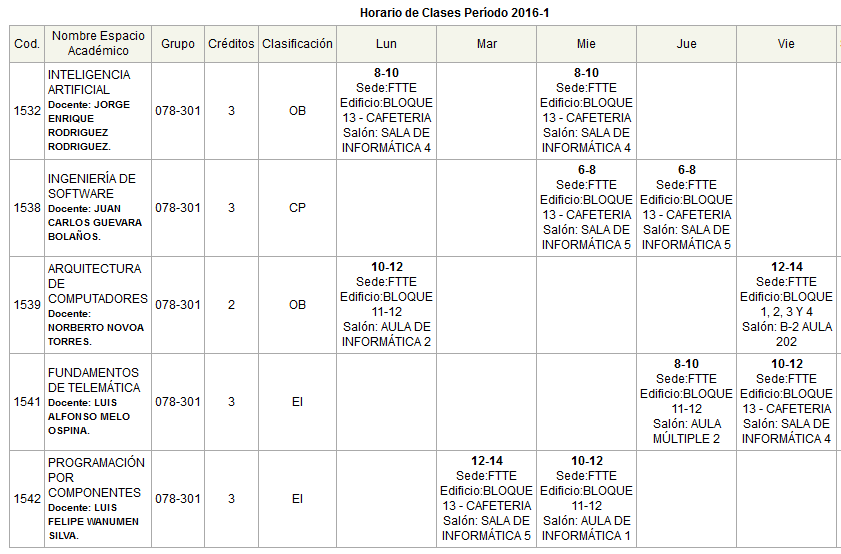 Horario de Clases Período 2016-1
Cod.
Nombre Espacio
Académico
Grupo
Créditos
Clasificación
Lun
Mar
Mie
Jue
Vie
1532
INTELIGENCIA
ARTIFICIAL
Docente: JORGE
ENRIQUE
RODRIGUEZ
RODRIGUEZ.
078-301
3
OB
8-10
Sede:FTTE
Edificio:BLOQUE
13 - CAFETERIA
Salón: SALA DE
INFORMÁTICA 4
8-10
Sede:FTTE
Edificio:BLOQUE
13 - CAFETERIA
Salón: SALA DE
INFORMÁTICA 4
1538
INGENIERÍA DE
SOFTWARE
Docente: JUAN
CARLOS GUEVARA
BOLAÑOS.
078-301
3
CP
6-8
Sede:FTTE
Edificio:BLOQUE
13 - CAFETERIA
Salón: SALA DE
INFORMÁTICA 5
6-8
Sede:FTTE
Edificio:BLOQUE
13 - CAFETERIA
Salón: SALA DE
INFORMÁTICA 5
1539
ARQUITECTURA
DE
COMPUTADORES
Docente:
NORBERTO NOVOA
TORRES.
078-301
2
OB
10-12
Sede:FTTE
Edificio:BLOQUE
11-12
Salón: AULA DE
INFORMÁTICA 2
12-14
Sede:FTTE
Edificio:BLOQUE
1, 2, 3 Y 4
Salón: B-2 AULA
202
1541
FUNDAMENTOS
DE TELEMÁTICA
Docente: LUIS
ALFONSO MELO
OSPINA.
078-301
3
EI
8-10
Sede:FTTE
Edificio:BLOQUE
11-12
Salón: AULA
MÚLTIPLE 2
10-12
Sede:FTTE
Edificio:BLOQUE
13 - CAFETERIA
Salón: SALA DE
INFORMÁTICA 4
1542
PROGRAMACIÓN
POR
COMPONENTES
Docente: LUIS
FELIPE WANUMEN
SILVA.
078-301
3
EI
12-14
Sede:FTTE
Edificio:BLOQUE
13 - CAFETERIA
Salón: SALA DE
INFORMÁTICA 5
10-12
Sede:FTTE
Edificio:BLOQUE
11-12
Salón: AULA DE
INFORMÁTICA 1